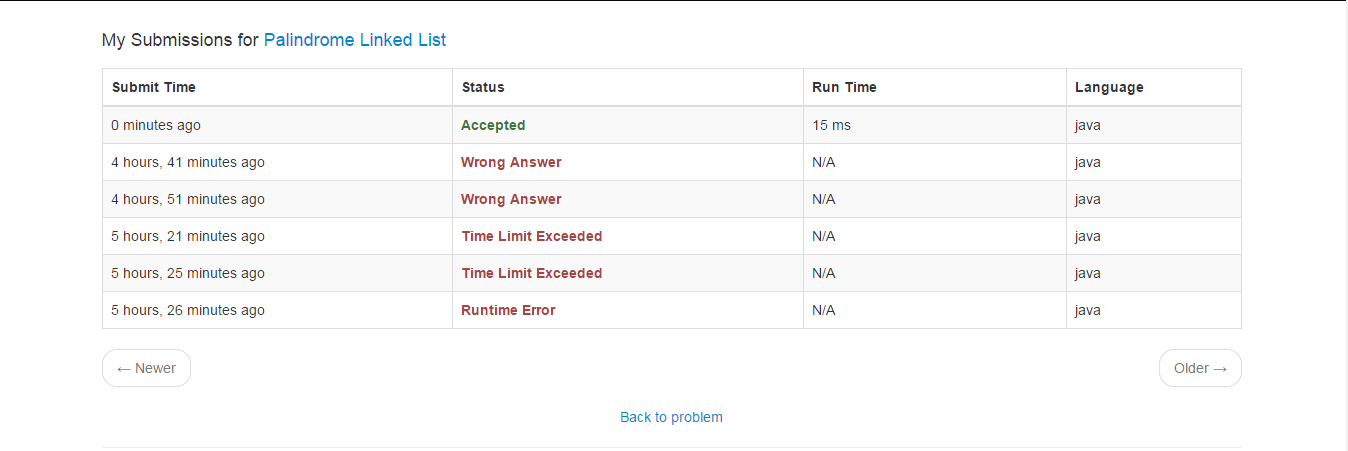 My Submissions for Palindrome Linked List
Submit Time Status Run Time Language
0 minutes ago Accepted 15 ms java
4 hours, 41 minutes ago Wrong Answer N/A java
4 hours, 51 minutes ago Wrong Answer N/A java
5 hours, 21 minutes ago Time Limit Exceeded N/A java
5 hours, 25 minutes ago Time Limit Exceeded N/A java
5 hours, 26 minutes ago Runtime Error N/A java
← Newer Older →
Back to problem